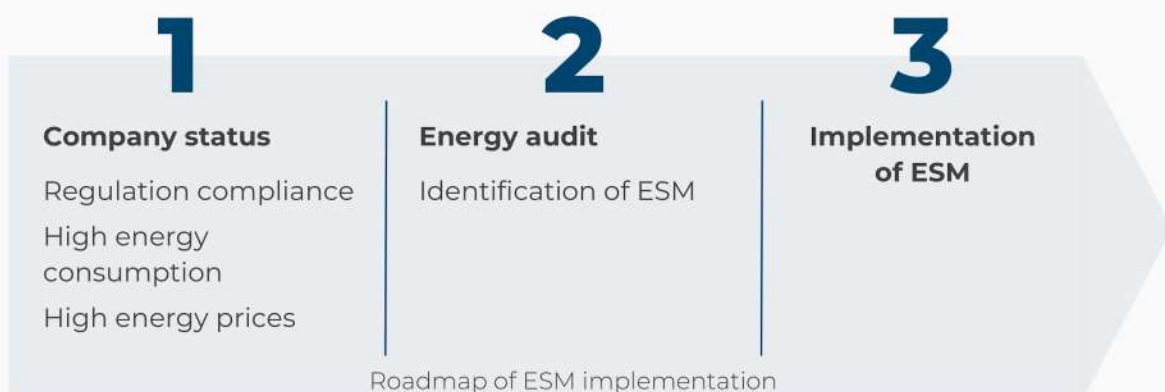 1
Company status
Regulation compliance
High energy
consumption
High energy prices
2
Energy audit
Identification of ESM
3
Implementation
of ESM
Roadmap of ESM implementation